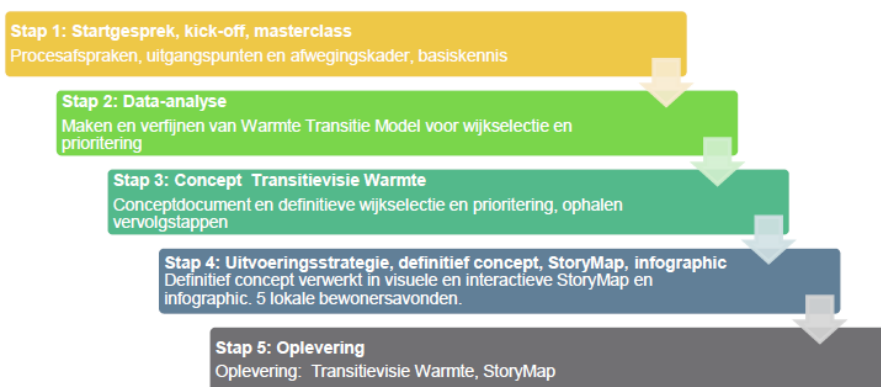 Stap 1: Startgesprek, kick-off, masterclass
Procesafspraken, uitgangspunten en afwegingskader, basiskennis
Stap 2: Data-analyse
Maken en verfijnen van Warmte Transitie Model voor wijkselectie en
prioritering
Stap 3: Concept Transitievisie Warmte
Conceptdocument en definitieve wijkselectie en prioritering, ophalen
vervolgstappen
Stap 4: Uitvoeringsstrategie, definitief concept, StoryMap, infographic
Definitief concept verwerkt in visuele en interactieve StoryMap en
infographic. 5 lokale bewonersavonden.
Stap 5: Oplevering
Oplevering: Transitievisie Warmte, StoryMap